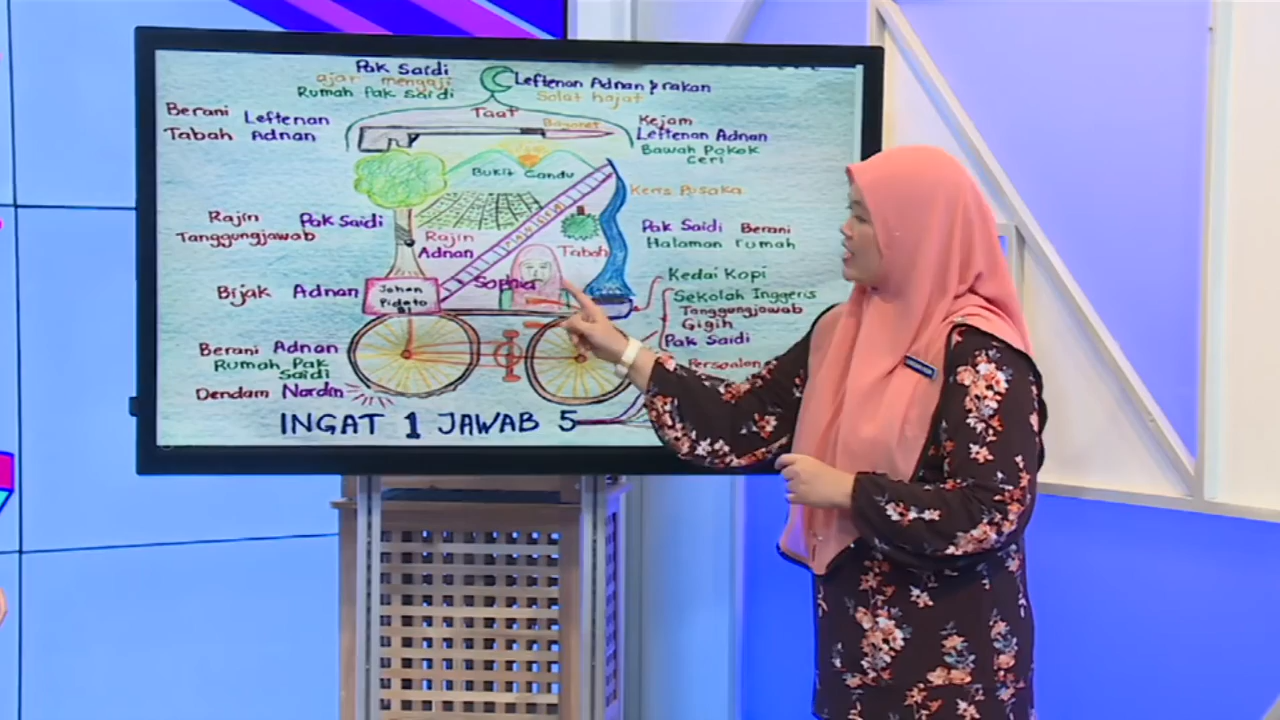 Pak Saidi
ajar mengaji
Rumah Pak Saidi
Leftenan Adnan & rakan
Solat hajat
Berani Leftenan
Tabah Adnan
Taat
Bayonet
Kejam
Leftenan Adnan
Bawah Pokok
Ceri
Bukit Candu
Keris Pusaka
Rajin Pak Saidi
Tanggungjawab
Rajin
Adnan
Tabah
Pak Saidi Berani
Halaman rumah
Bijak Adnan
Johan
Pidato
BI
Sophia
Kedai Kopi
Sekolah Inggeris
Tanggungjawab
Gigih
Pak Saidi
Persoalan
Berani Adnan
Rumah Pak
Saidi
Dendam Nordin
INGAT 1 JAWAB 5